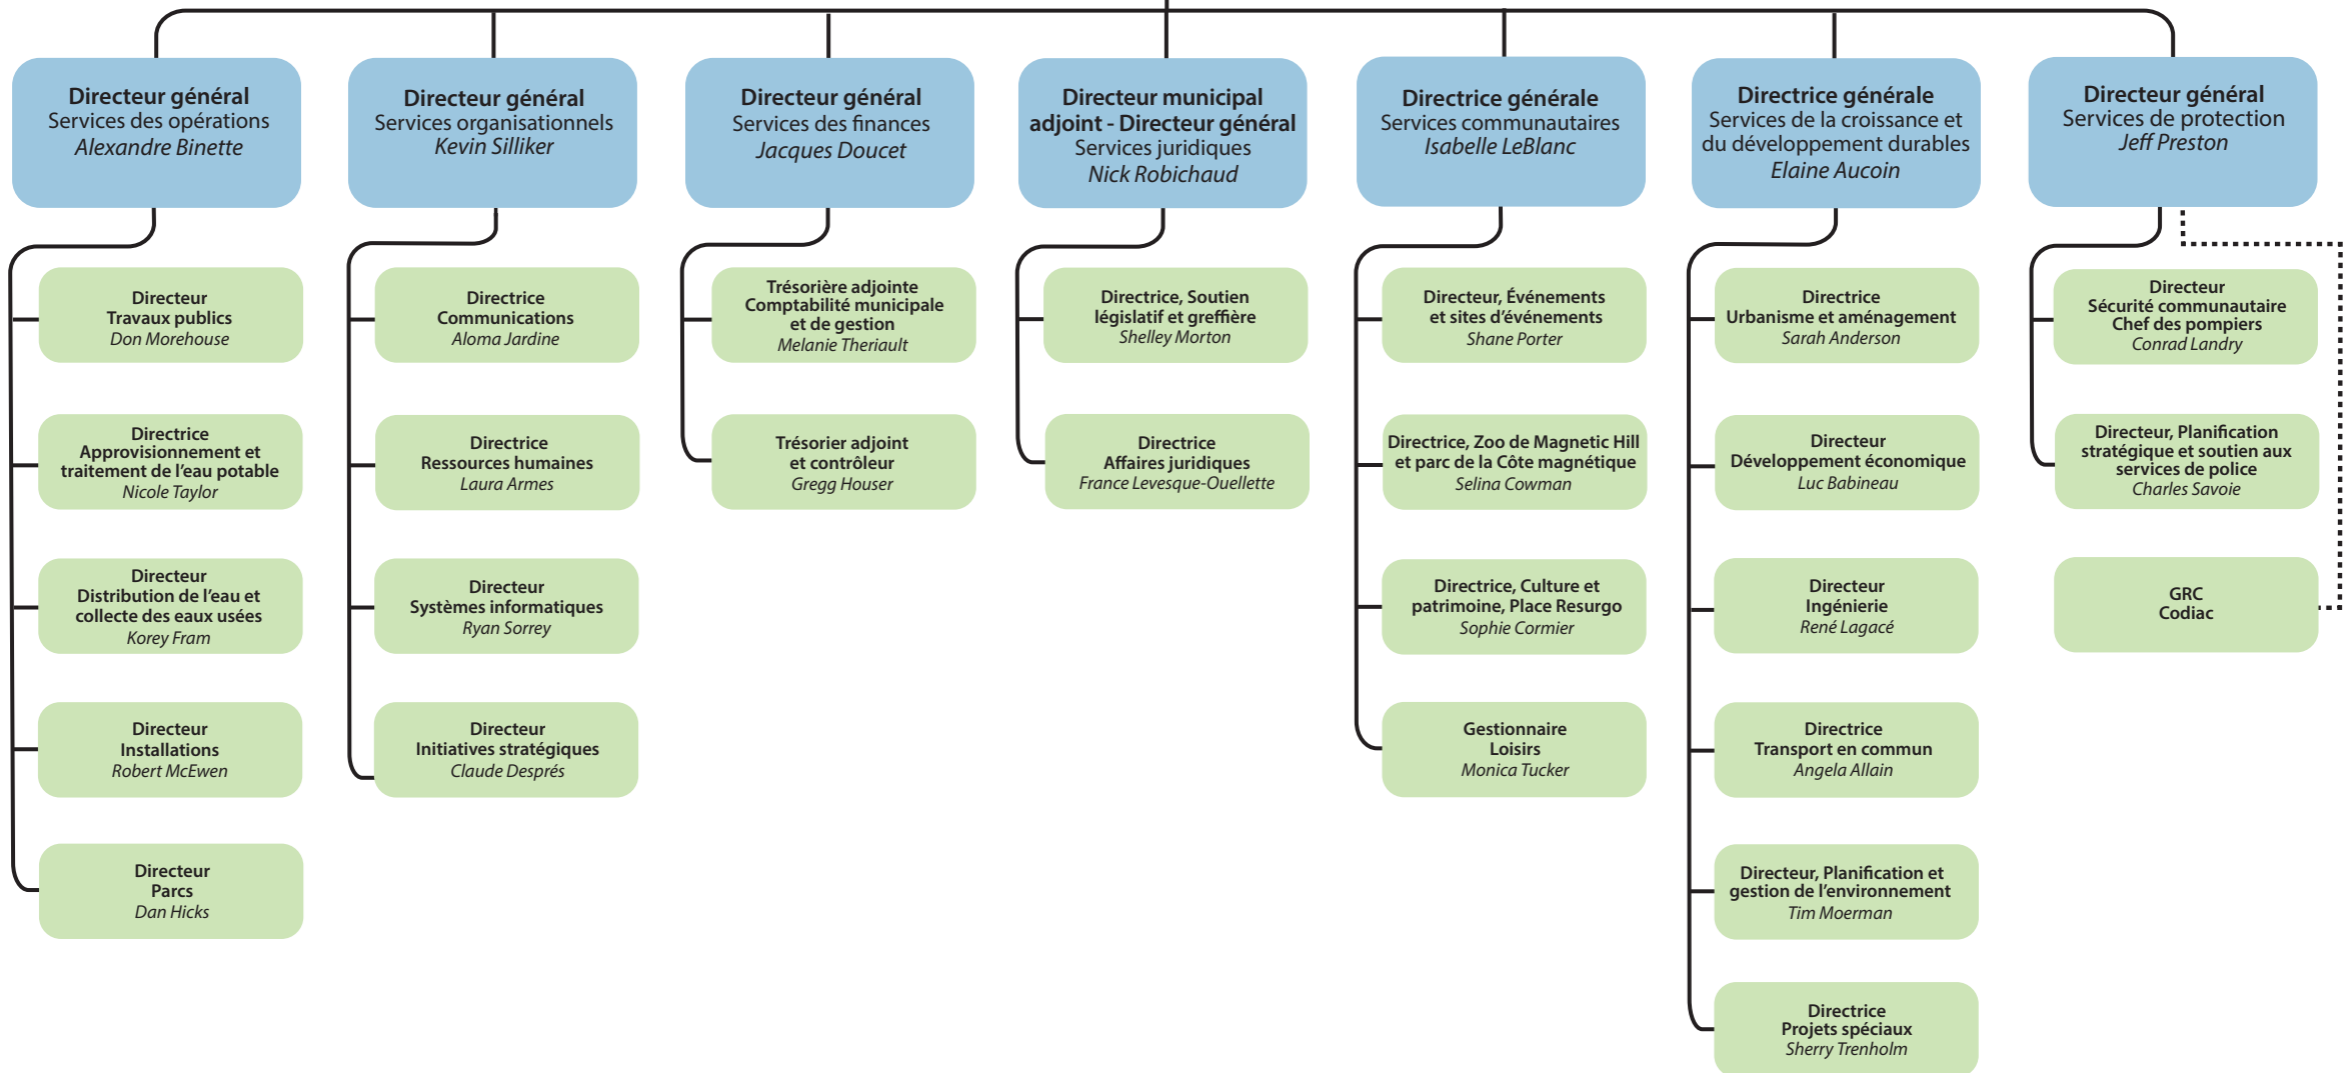 Directeur général
Services des opérations
Alexandre Binette
Directeur général
Services organisationnels
Kevin Silliker
Directeur général
Services des finances
Jacques Doucet
Directeur municipal
adjoint - Directeur général
Services juridiques
Nick Robichaud
Directrice générale
Services communautaires
Isabelle LeBlanc
Directrice générale
Services de la croissance et
du développement durables
Elaine Aucoin
Directeur général
Services de protection
Jeff Preston
Directeur
Travaux publics
Don Morehouse
Directrice
Approvisionnement et
traitement de l'eau potable
Nicole Taylor
Directeur
Distribution de l'eau et
collecte des eaux usées
Korey Fram
Directeur
Installations
Robert McEwen
Directeur
Parcs
Dan Hicks
Directrice
Communications
Aloma Jardine
Directrice
Ressources humaines
Laura Armes
Directeur
Systèmes informatiques
Ryan Sorrey
Directeur
Initiatives stratégiques
Claude Després
Trésorière adjointe
Comptabilité municipale
et de gestion
Melanie Theriault
Trésorier adjoint
et contrôleur
Gregg Houser
Directrice, Soutien
législatif et greffière
Shelley Morton
Directrice
Affaires juridiques
France Levesque-Ouellette
Directeur, Événements
et sites d'événements
Shane Porter
Directrice, Zoo de Magnetic Hill
et parc de la Côte magnétique
Selina Cowman
Directrice, Culture et
patrimoine, Place Resurgo
Sophie Cormier
Gestionnaire
Loisirs
Monica Tucker
Directrice
Urbanisme et aménagement
Sarah Anderson
Directeur
Développement économique
Luc Babineau
Directeur
Ingénierie
René Lagacé
Directrice
Transport en commun
Angela Allain
Directeur, Planification et
gestion de l'environnement
Tim Moerman
Directrice
Projets spéciaux
Sherry Trenholm
Directeur
Sécurité communautaire
Chef des pompiers
Conrad Landry
Directeur, Planification
stratégique et soutien aux
services de police
Charles Savoie
GRC
Codiac